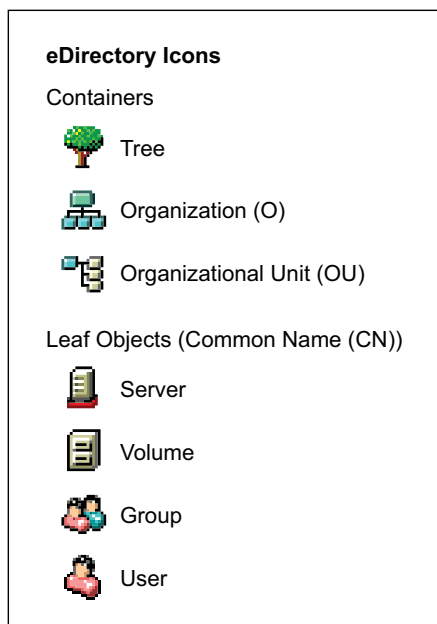 eDirectory Icons
Containers
Tree
Organization (O)
Organizational Unit (OU)
Leaf Objects (Common Name (CN))
Server
Volume
Group
User